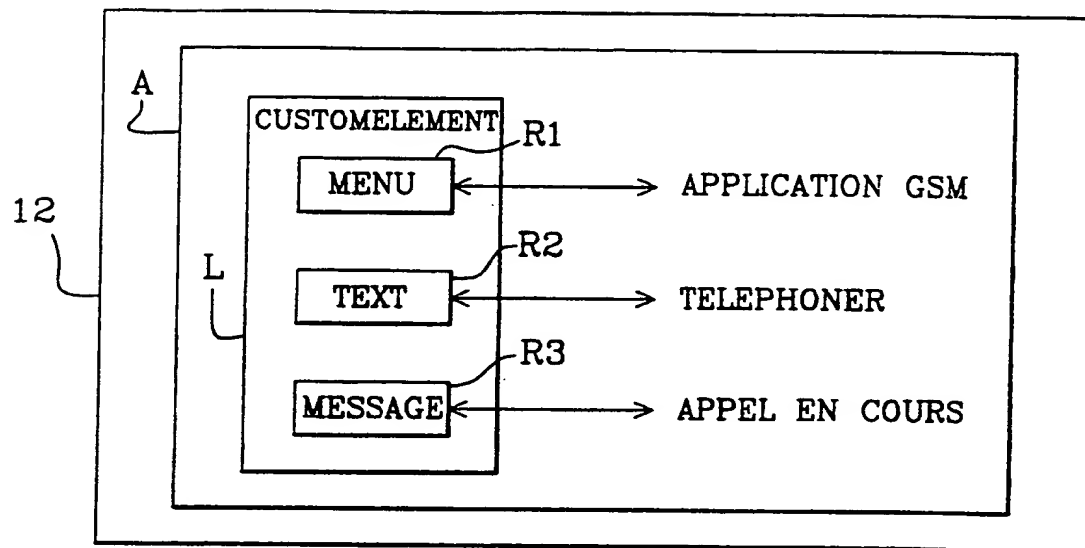 A
CUSTOMELEMENT
R1
MENU
APPLICATION GSM
12
R2
L
TEXT
TELEPHONER
R3
MESSAGE
APPEL EN COURS